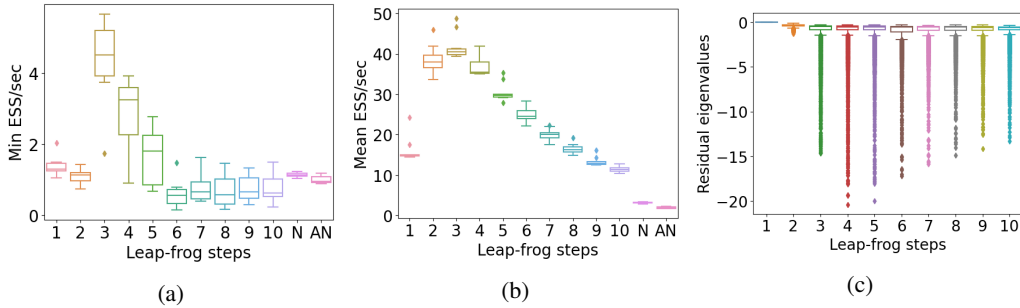 Min ESS/sec
4
2
0
1 2 3 4 5 6 7 8 9 10 N AN
Leap-frog steps
(a)
Mean ESS/sec
50
40
30
20
10
0
1 2 3 4 5 6 7 8 9 10 N AN
Leap-frog steps
(b)
Residual eigenvalues
0
−5
−10
−15
−20
1 2 3 4 5 6 7 8 9 10
Leap-frog steps
(c)